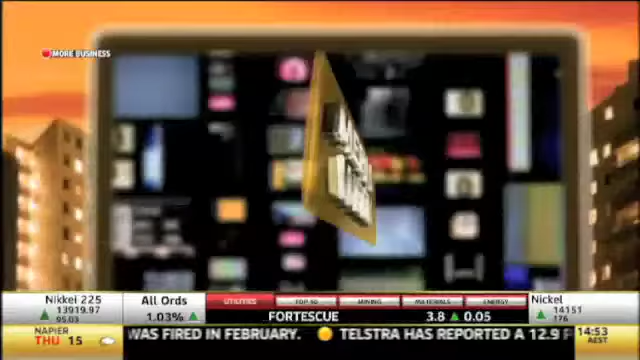 MORE BUSINESS
Nikkei 225
13919.97
95.03
All Ords
1.03%
UTILITIES
TOP 50
MINING
MATERIALS
ENERGY
FORTESCUE 3.8 0.05
Nickel
14151
176
NAPIER
THU 15
WAS FIRED IN FEBRUARY. TELSTRA HAS REPORTED A 12.9 P
14:53
AEST